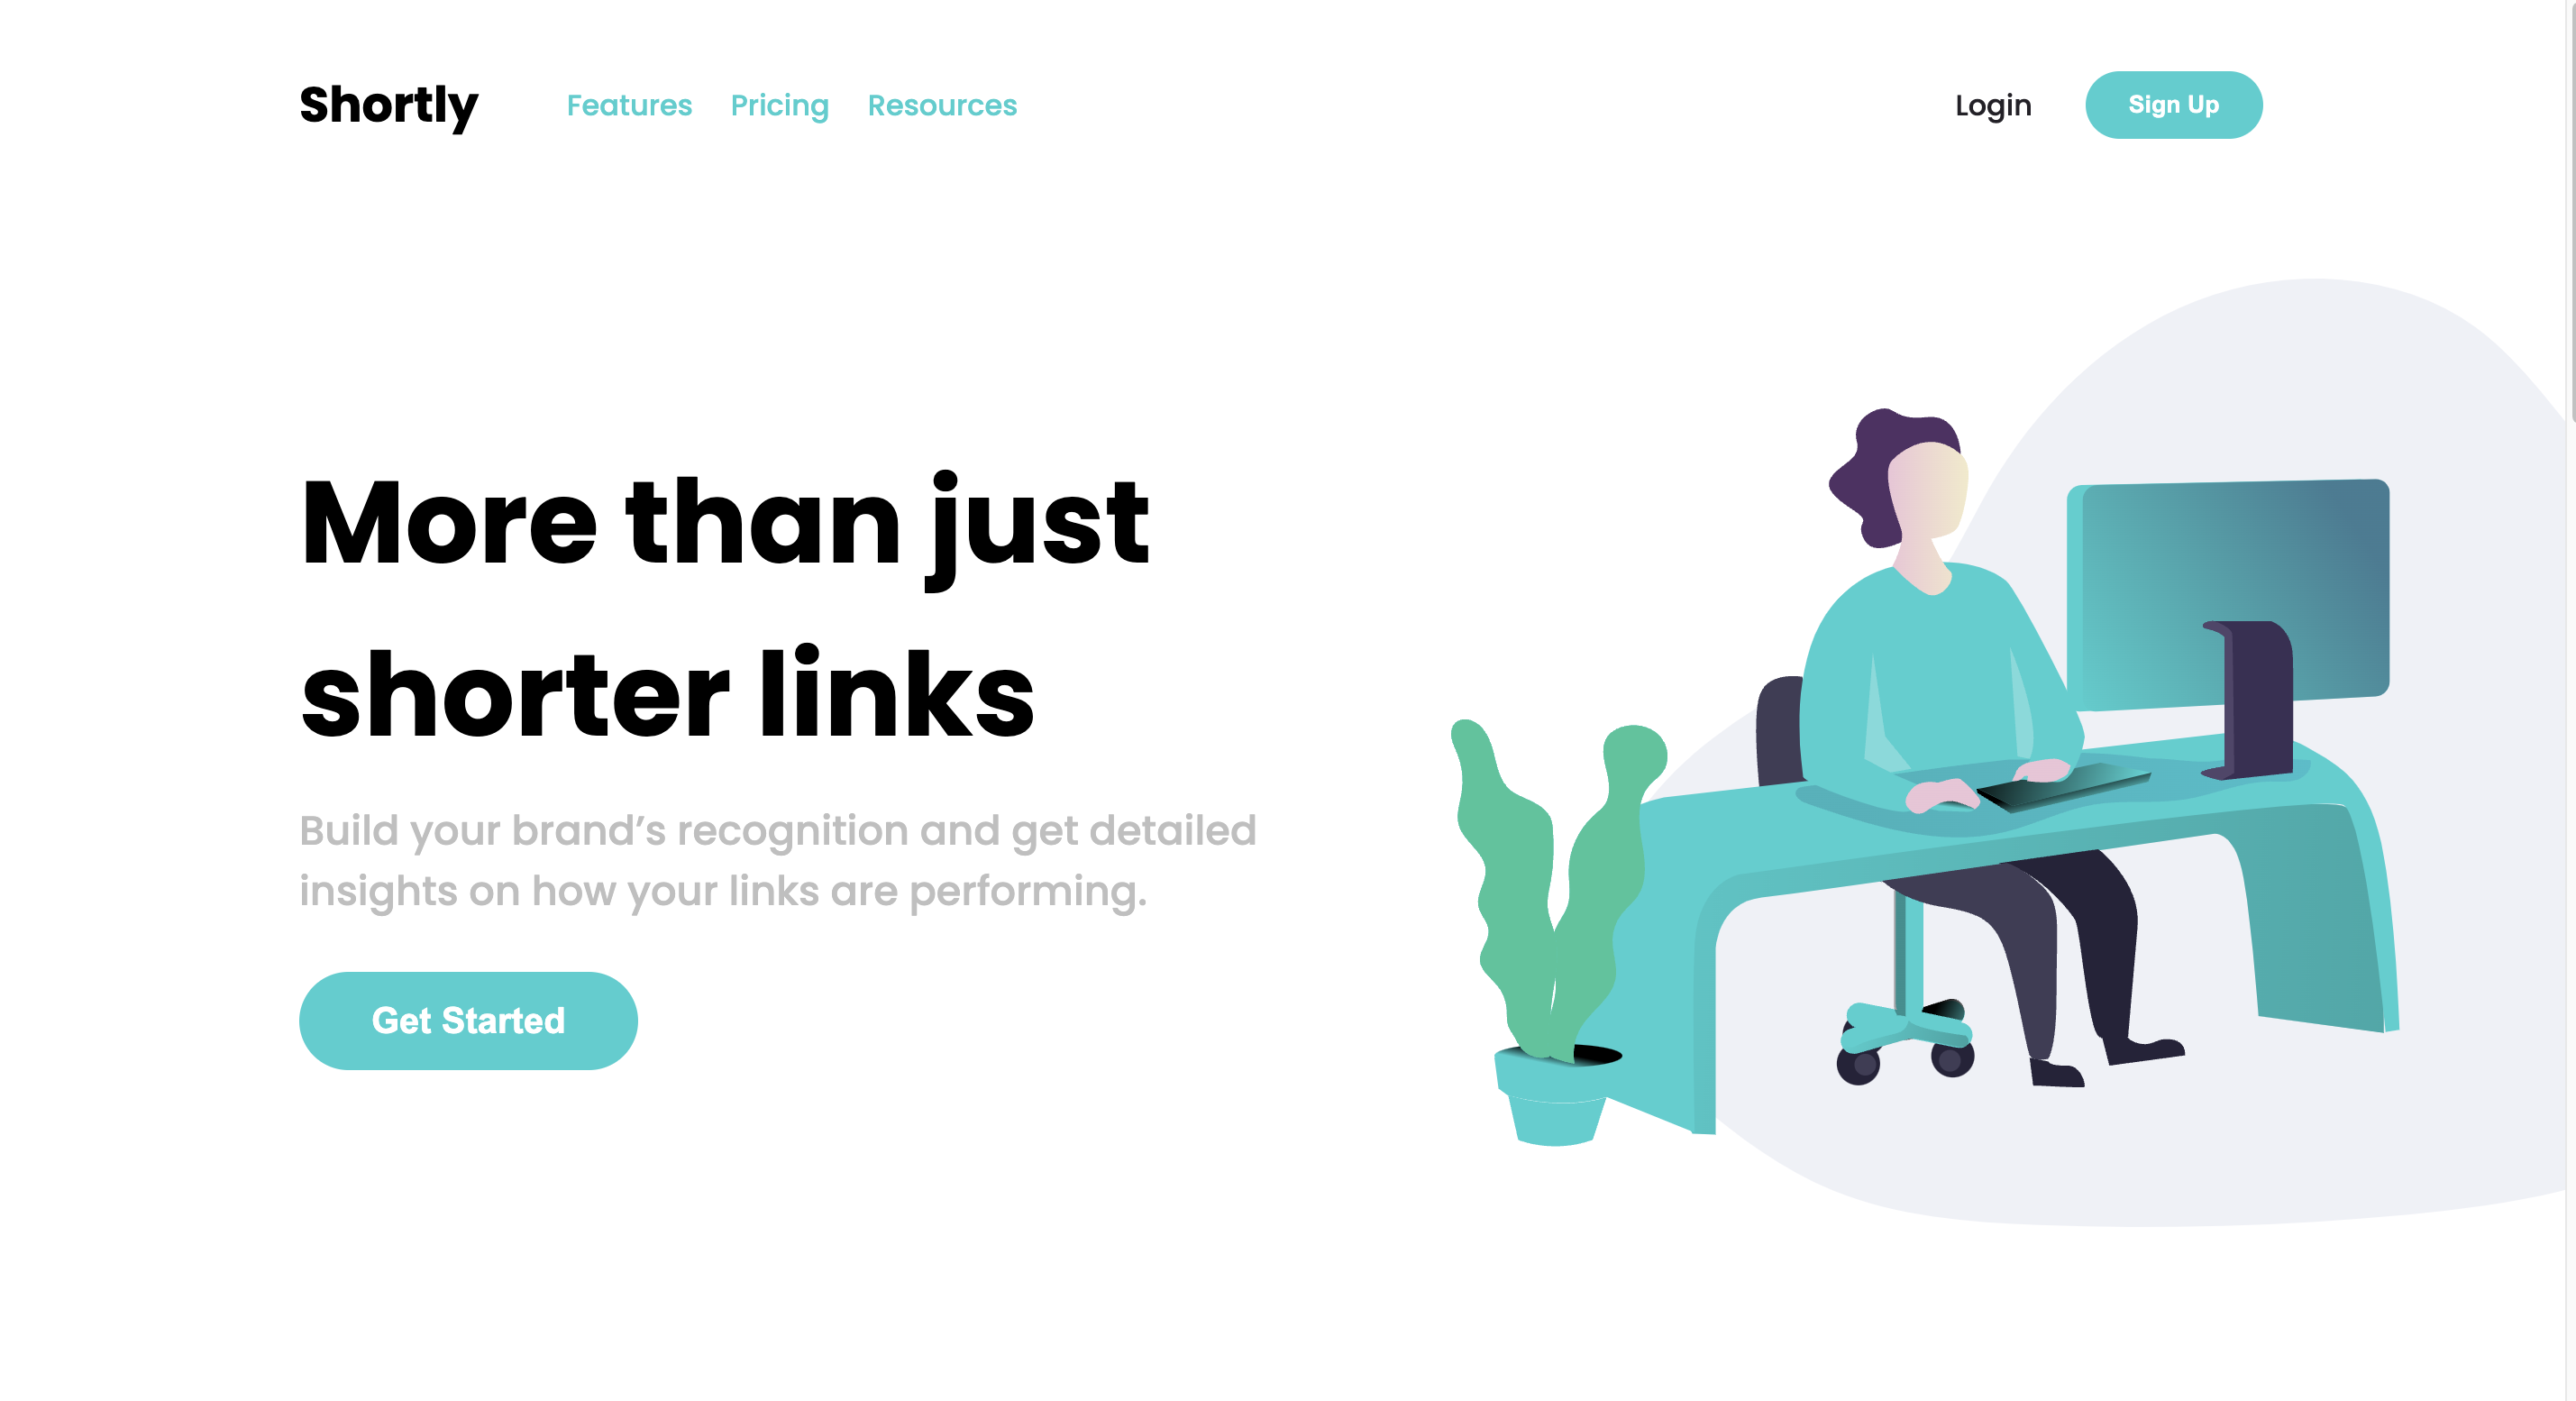 Shortly
Features Pricing Resources
Login
Sign Up
More than just
shorter links
Build your brand’s recognition and get detailed
insights on how your links are performing.
Get Started